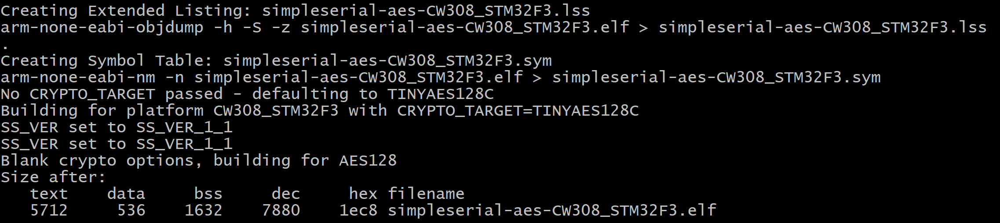 Creating Extended Listing: simpleserial-aes-CW308_STM32F3.lss
arm-none-eabi-objdump -h -S -z simpleserial-aes-CW308_STM32F3.elf > simpleserial-aes-CW308_STM32F3.lss
.
Creating Symbol Table: simpleserial-aes-CW308_STM32F3.sym
arm-none-eabi-nm -n simpleserial-aes-CW308_STM32F3.elf > simpleserial-aes-CW308_STM32F3.sym
No CRYPTO_TARGET passed - defaulting to TINYAES128C
Building for platform CW308_STM32F3 with CRYPTO_TARGET=TINYAES128C
SS_VER set to SS_VER_1_1
SS_VER set to SS_VER_1_1
Blank crypto options, building for AES128
Size after:
   text    data     bss     dec     hex filename
   5712     536    1632    7880    1ec8 simpleserial-aes-CW308_STM32F3.elf